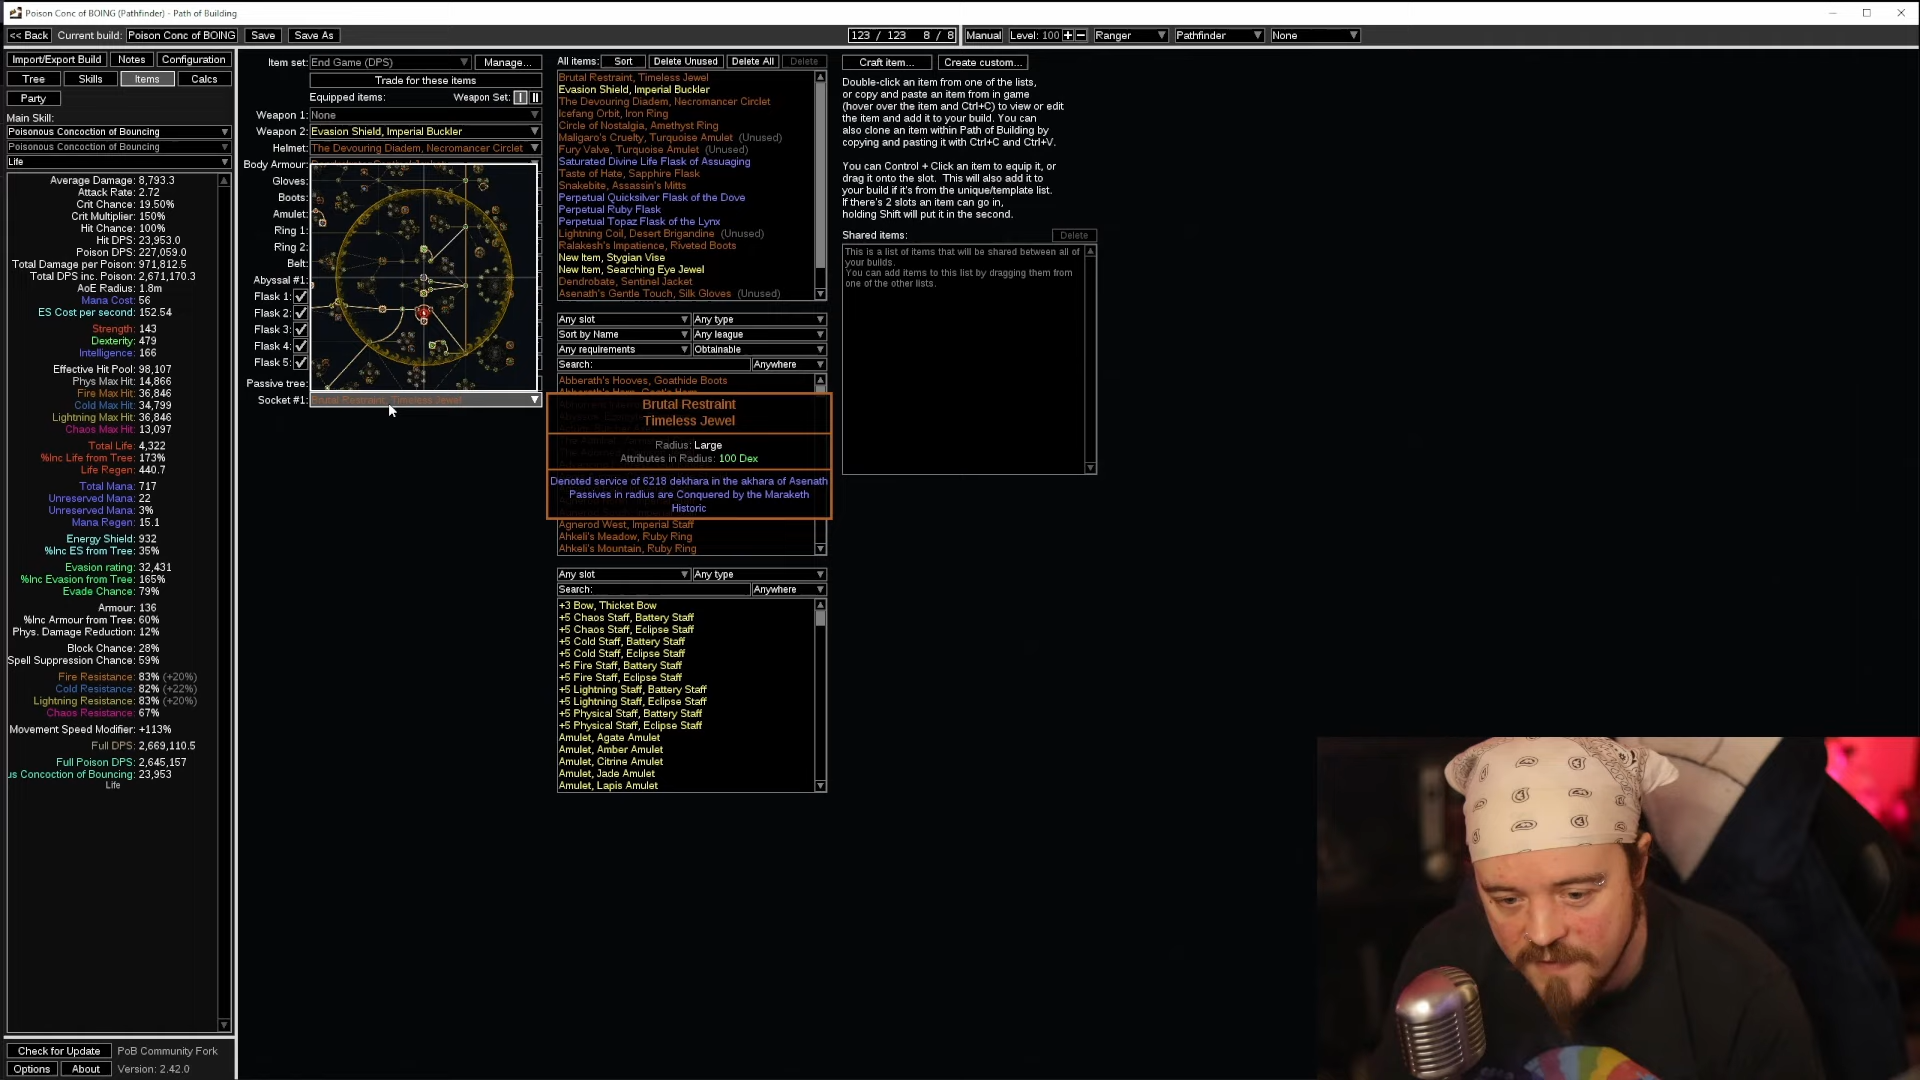 Poison Conc of BOING (Pathfinder) - Path of Building
<< Back
Current build:
Poison Conc of BOING
Save
Save As
123 / 123 8 / 8
Manual
Level: 100
+
−
Ranger
Pathfinder
None
Import/Export Build
Notes
Configuration
Tree
Skills
Items
Calcs
Party
Main Skill:
Poisonous Concoction of Bouncing
Poisonous Concoction of Bouncing
Life
Average Damage: 8,793.3
Attack Rate: 2.72
Crit Chance: 19.50%
Crit Multiplier: 150%
Hit Chance: 100%
Hit DPS: 23,953.0
Poison DPS: 227,059.0
Total Damage per Poison: 971,812.5
Total DPS inc. Poison: 2,671,170.3
AoE Radius: 1.8m
Mana Cost: 56
ES Cost per second: 152.54
Strength: 143
Dexterity: 479
Intelligence: 166
Effective Hit Pool: 98,107
Phys Max Hit: 14,866
Fire Max Hit: 36,846
Cold Max Hit: 34,799
Lightning Max Hit: 36,846
Chaos Max Hit: 13,097
Total Life: 4,322
%Inc Life from Tree: 173%
Life Regen: 440.7
Total Mana: 717
Unreserved Mana: 22
Unreserved Mana: 3%
Mana Regen: 15.1
Energy Shield: 932
%Inc ES from Tree: 35%
Evasion rating: 32,431
%Inc Evasion from Tree: 165%
Evade Chance: 79%
Armour: 136
%Inc Armour from Tree: 60%
Phys. Damage Reduction: 12%
Block Chance: 28%
Spell Suppression Chance: 59%
Fire Resistance: 83% (+20%)
Cold Resistance: 82% (+22%)
Lightning Resistance: 83% (+20%)
Chaos Resistance: 67%
Movement Speed Modifier: +113%
Full DPS: 2,669,110.5
Full Poison DPS: 2,645,157
us Concoction of Bouncing: 23,953
Life
Check for Update
PoB Community Fork
Options
About
Version: 2.42.0
Item set:
End Game (DPS)
Manage...
Trade for these items
Equipped items:
Weapon Set:
I
II
Weapon 1: None
Weapon 2: Evasion Shield, Imperial Buckler
Helmet: The Devouring Diadem, Necromancer Circlet
Body Armour:
Gloves:
Boots:
Amulet:
Ring 1:
Ring 2:
Belt:
Abyssal #1:
Flask 1:
Flask 2:
Flask 3:
Flask 4:
Flask 5:
Passive tree:
Socket #1: Brutal Restraint, Timeless Jewel
All items:
Sort
Delete Unused
Delete All
Delete
Brutal Restraint, Timeless Jewel
Evasion Shield, Imperial Buckler
The Devouring Diadem, Necromancer Circlet
Icefang Orbit, Iron Ring
Circle of Nostalgia, Amethyst Ring
Maligaro's Cruelty, Turquoise Amulet (Unused)
Fury Valve, Turquoise Amulet (Unused)
Saturated Divine Life Flask of Assuaging
Taste of Hate, Sapphire Flask
Snakebite, Assassin's Mitts
Perpetual Quicksilver Flask of the Dove
Perpetual Ruby Flask
Perpetual Topaz Flask of the Lynx
Lightning Coil, Desert Brigandine (Unused)
Ralakesh's Impatience, Riveted Boots
New Item, Stygian Vise
New Item, Searching Eye Jewel
Dendrobate, Sentinel Jacket
Asenath's Gentle Touch, Silk Gloves (Unused)
Any slot
Any type
Sort by Name
Any league
Any requirements
Obtainable
Search:
Anywhere
Abberath's Hooves, Goathide Boots
Brutal Restraint
Timeless Jewel
Radius: Large
Attributes in Radius: 100 Dex
Denoted service of 6218 dekhara in the akhara of Asenath
Passives in radius are Conquered by the Maraketh
Historic
Agnerod West, Imperial Staff
Ahkeli's Meadow, Ruby Ring
Ahkeli's Mountain, Ruby Ring
Any slot
Any type
Search:
Anywhere
+3 Bow, Thicket Bow
+5 Chaos Staff, Battery Staff
+5 Chaos Staff, Eclipse Staff
+5 Cold Staff, Battery Staff
+5 Cold Staff, Eclipse Staff
+5 Fire Staff, Battery Staff
+5 Fire Staff, Eclipse Staff
+5 Lightning Staff, Battery Staff
+5 Lightning Staff, Eclipse Staff
+5 Physical Staff, Battery Staff
+5 Physical Staff, Eclipse Staff
Amulet, Agate Amulet
Amulet, Amber Amulet
Amulet, Citrine Amulet
Amulet, Jade Amulet
Amulet, Lapis Amulet
Craft item...
Create custom...
Double-click an item from one of the lists,
or copy and paste an item from in game
(hover over the item and Ctrl+C) to view or edit
the item and add it to your build. You can
also clone an item within Path of Building by
copying and pasting it with Ctrl+C and Ctrl+V.
You can Control + Click an item to equip it, or
drag it onto the slot. This will also add it to
your build if it's from the unique/template list.
If there's 2 slots an item can go in,
holding Shift will put it in the second.
Shared items:
Delete
This is a list of items that will be shared between all of
your builds.
You can add items to this list by dragging them from
one of the other lists.